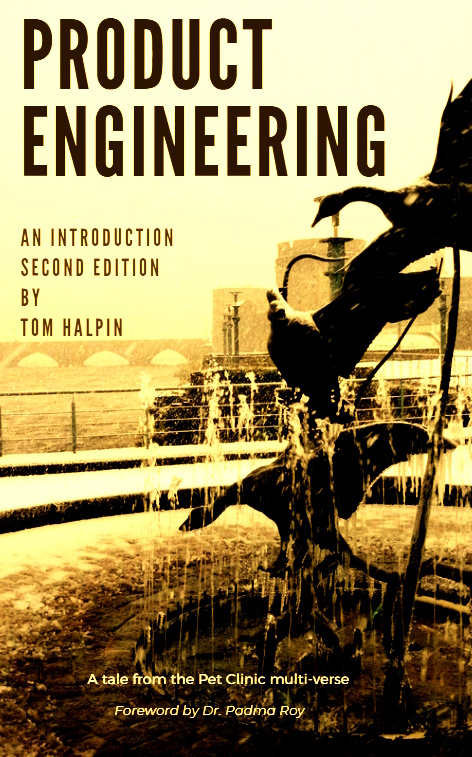 PRODUCT
ENGINEERING
AN INTRODUCTION
SECOND EDITION
BY
TOM HALPIN
A tale from the Pet Clinic multi-verse
Foreword by Dr. Padma Roy